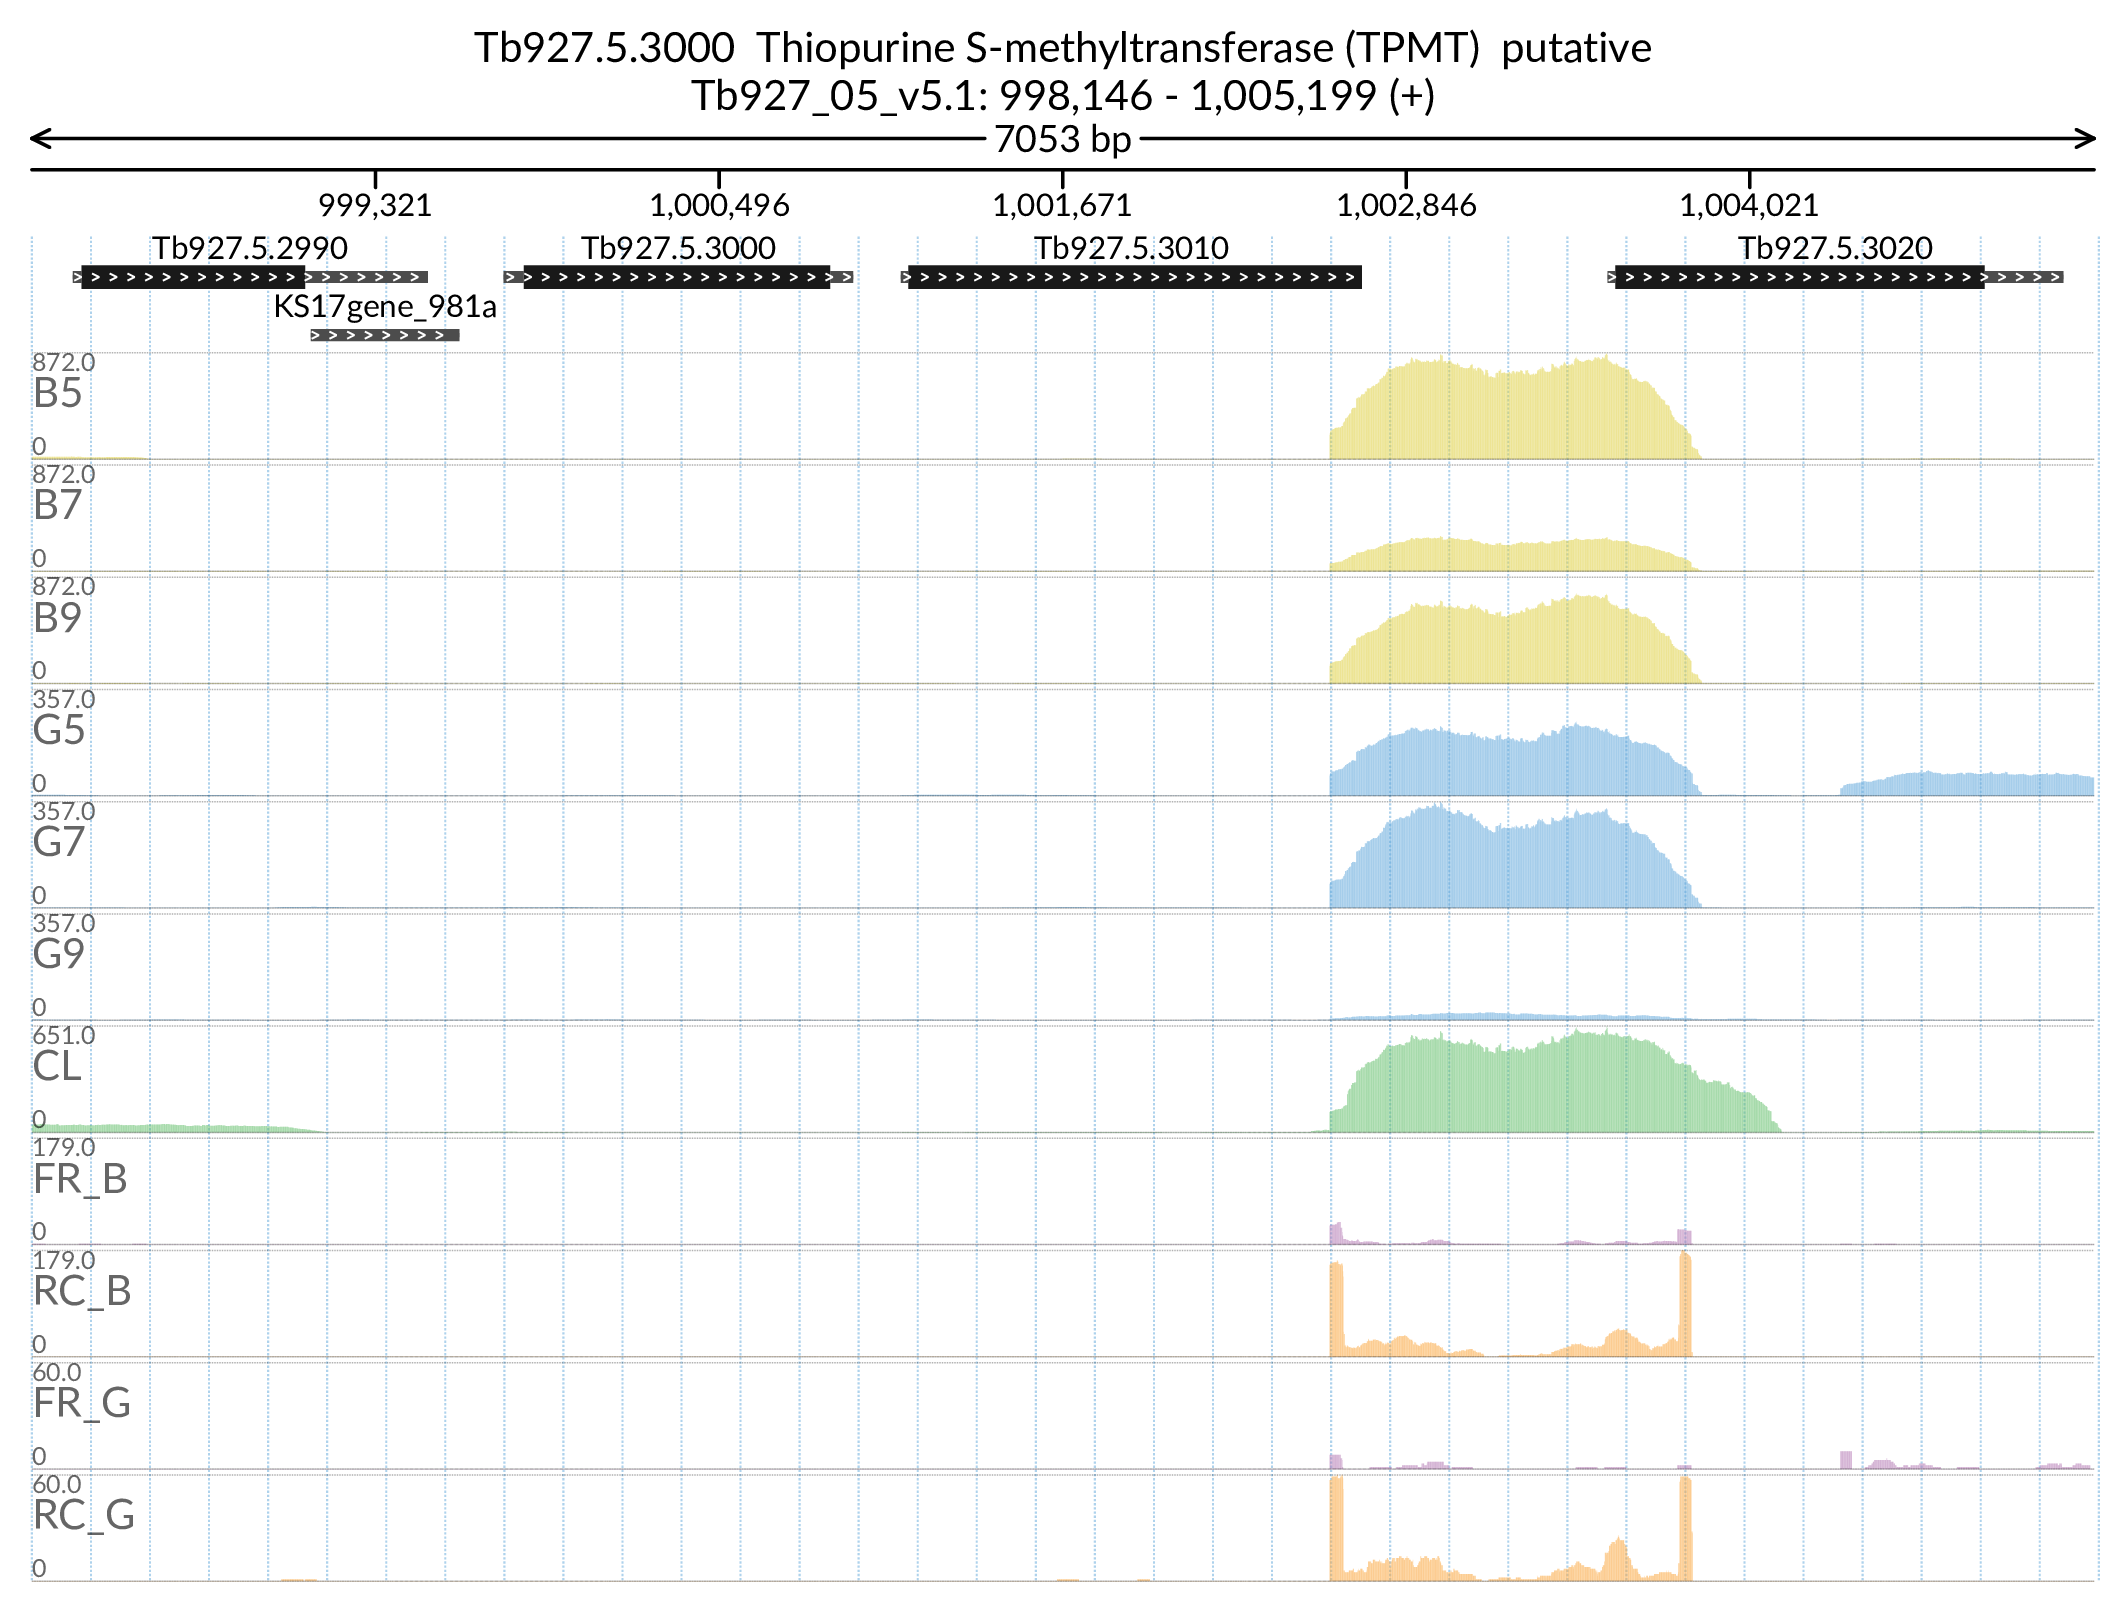 Tb927.5.3000 Thiopurine S-methyltransferase (TPMT) putative
Tb927_05_v5.1: 998,146 - 1,005,199 (+)
7053 bp
999,321 1,000,496 1,001,671 1,002,846 1,004,021
Tb927.5.2990 Tb927.5.3000 Tb927.5.3010 Tb927.5.3020
KS17gene_981a
872.0
B5
0
872.0
B7
0
872.0
B9
0
357.0
G5
0
357.0
G7
0
357.0
G9
0
651.0
CL
0
179.0
FR_B
0
179.0
RC_B
0
60.0
FR_G
0
60.0
RC_G
0